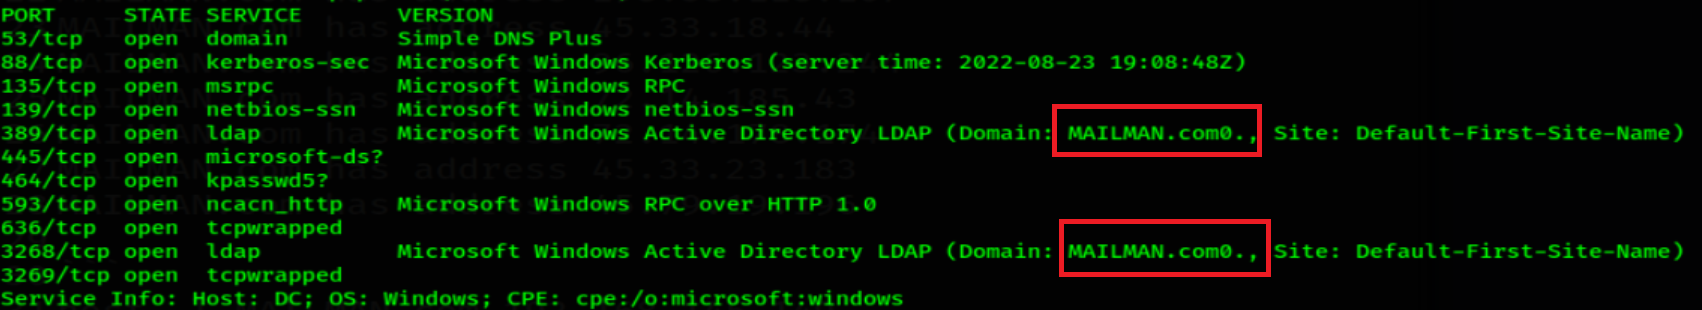 PORT STATE SERVICE VERSION
53/tcp open domain Simple DNS Plus
88/tcp open kerberos-sec Microsoft Windows Kerberos (server time: 2022-08-23 19:08:48Z)
135/tcp open msrpc Microsoft Windows RPC
139/tcp open netbios-ssn Microsoft Windows netbios-ssn
389/tcp open ldap Microsoft Windows Active Directory LDAP (Domain: MAILMAN.com0., Site: Default-First-Site-Name)
445/tcp open microsoft-ds?
464/tcp open kpasswd5?
593/tcp open ncacn_http Microsoft Windows RPC over HTTP 1.0
636/tcp open tcpwrapped
3268/tcp open ldap Microsoft Windows Active Directory LDAP (Domain: MAILMAN.com0., Site: Default-First-Site-Name)
3269/tcp open tcpwrapped
Service Info: Host: DC; OS: Windows; CPE: cpe:/o:microsoft:windows